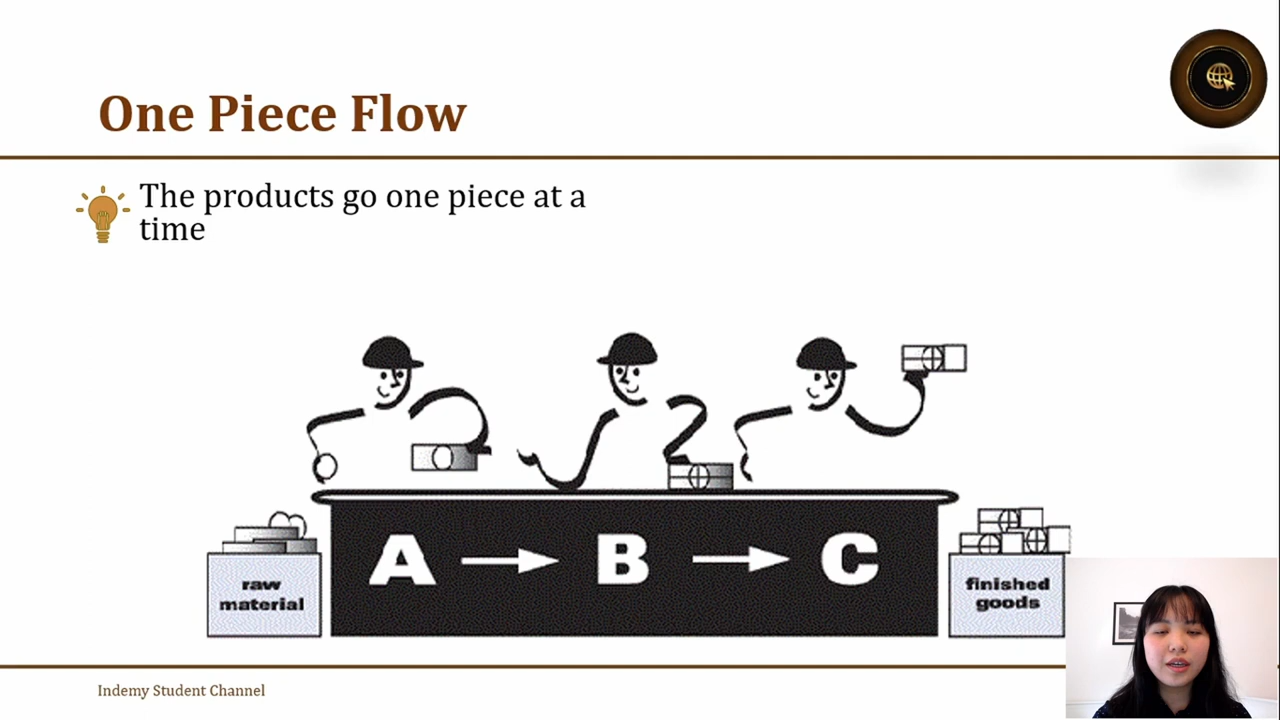 One Piece Flow
The products go one piece at a
time
A B C
raw
material
finished
goods
Indemy Student Channel